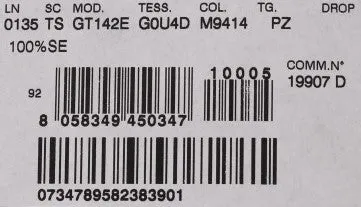 LN SC MOD. TESS. COL. TG. DROP
0135 TS GT142E G0U4D M9414 PZ
100%SE
COMM.N°
10005
19907 D
92
8 058349 450347
0734789582383901